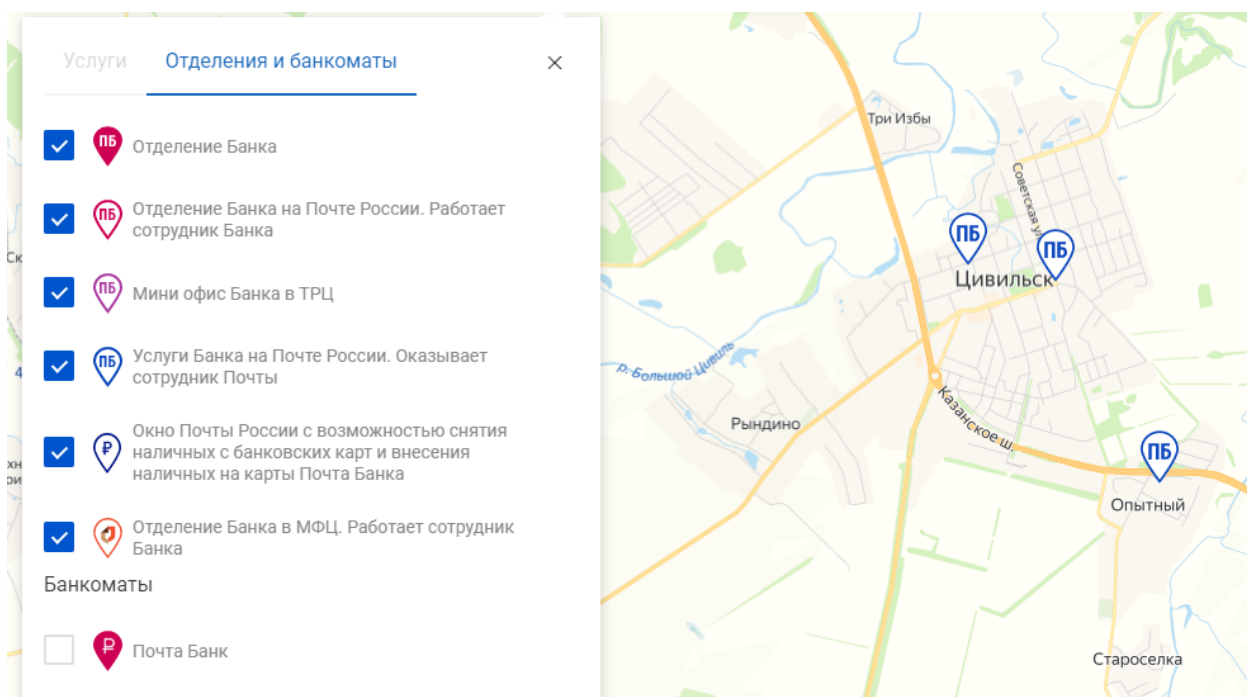 Услуги
Отделения и банкоматы
ПБ
Отделение Банка
ПБ
Отделение Банка на Почте России. Работает
сотрудник Банка
ПБ
Мини офис Банка в ТРЦ
ПБ
Услуги Банка на Почте России. Оказывает
сотрудник Почты
₽
Окно Почты России с возможностью снятия
наличных с банковских карт и внесения
наличных на карты Почта Банка
Отделение Банка в МФЦ. Работает сотрудник
Банка
Банкоматы
₽
Почта Банк
Три Избы
Советская ул.
ПБ
ПБ
Цивильск
р. Большой Цивиль
Рындино
Казанское ш.
ПБ
Опытный
Староселка